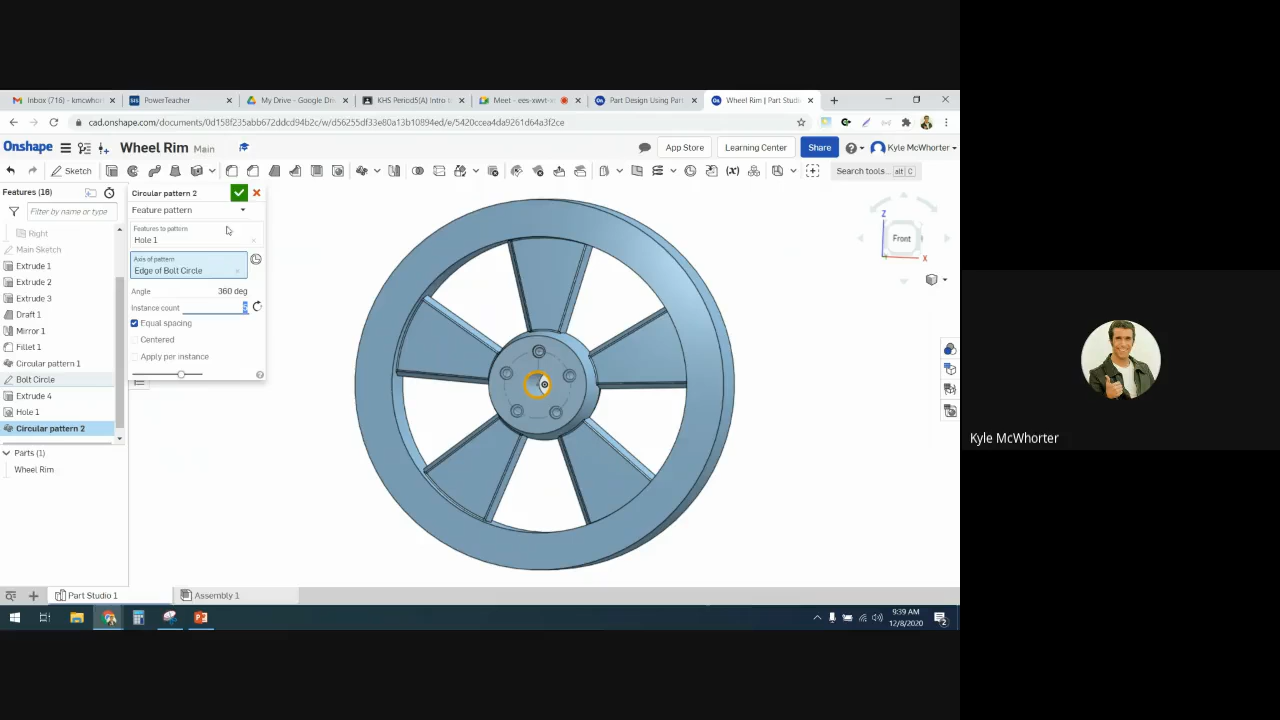 Inbox (716) - kmcwhor
PowerTeacher
My Drive - Google Dri
KHS Period5(A) Intro t
Meet - ees-xwvt-x
Part Design Using Par
Wheel Rim | Part Studi
cad.onshape.com/documents/0d158f235abb672ddcd94b2c/w/d56255df33e80a13b10894ed/e/5420ccea4da9261d64a3f2ce
Onshape
Wheel Rim Main
App Store
Learning Center
Share
Kyle McWhorter
Sketch
Search tools...
alt C
Features (18)
Filter by name or type
Right
Main Sketch
Extrude 1
Extrude 2
Extrude 3
Draft 1
Mirror 1
Fillet 1
Circular pattern 1
Bolt Circle
Extrude 4
Hole 1
Circular pattern 2
Parts (1)
Wheel Rim
Circular pattern 2
Feature pattern
Features to pattern
Hole 1
Axis of pattern
Edge of Bolt Circle
Angle 360 deg
Instance count 5
Equal spacing
Centered
Apply per instance
Z
Front
X
Part Studio 1
Assembly 1
9:39 AM
12/8/2020
2
Kyle McWhorter